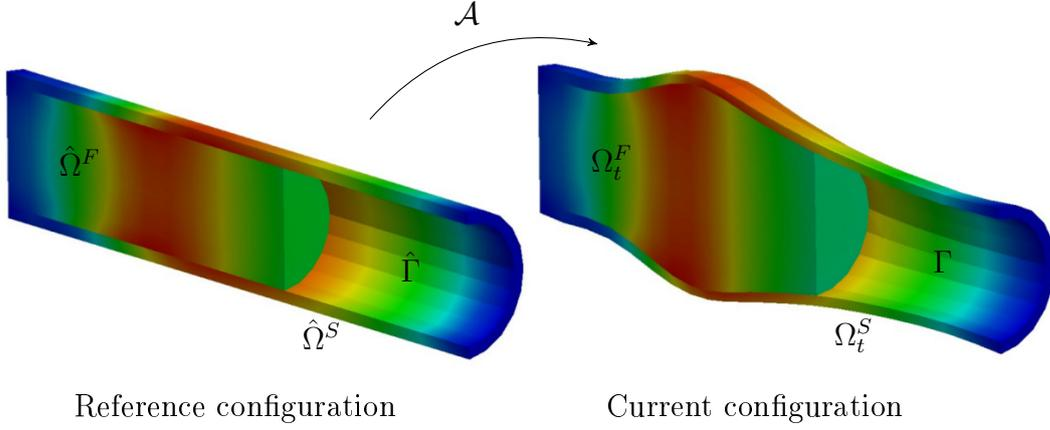 𝒜
Ω̂^F
Γ̂
Ω̂^S
Reference configuration
Ω_t^F
Γ
Ω_t^S
Current configuration